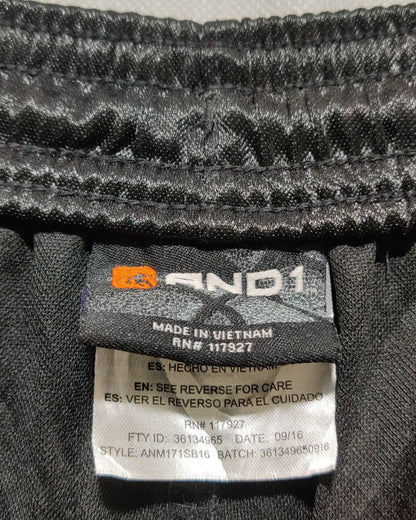 AND1
MADE IN VIETNAM
RN# 117927
ES: HECHO EN VIETNAM
EN: SEE REVERSE FOR CARE
ES: VER EL REVERSO PARA EL CUIDADO
RN# 117927
FTY ID: 36134965 DATE: 09/16
STYLE: ANM171SB16 BATCH: 361349650916